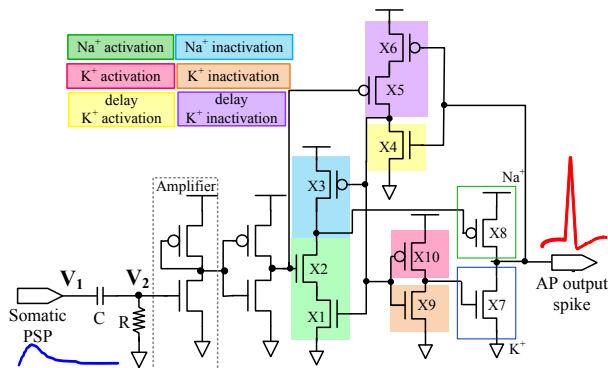 Na+ activation
Na+ inactivation
K+ activation
K+ inactivation
delay
K+ activation
delay
K+ inactivation
X6
X5
X4
Amplifier
X3
Na+
X8
X2
X10
V1
V2
X1
X9
X7
AP output
spike
Somatic
PSP
C
R
K+